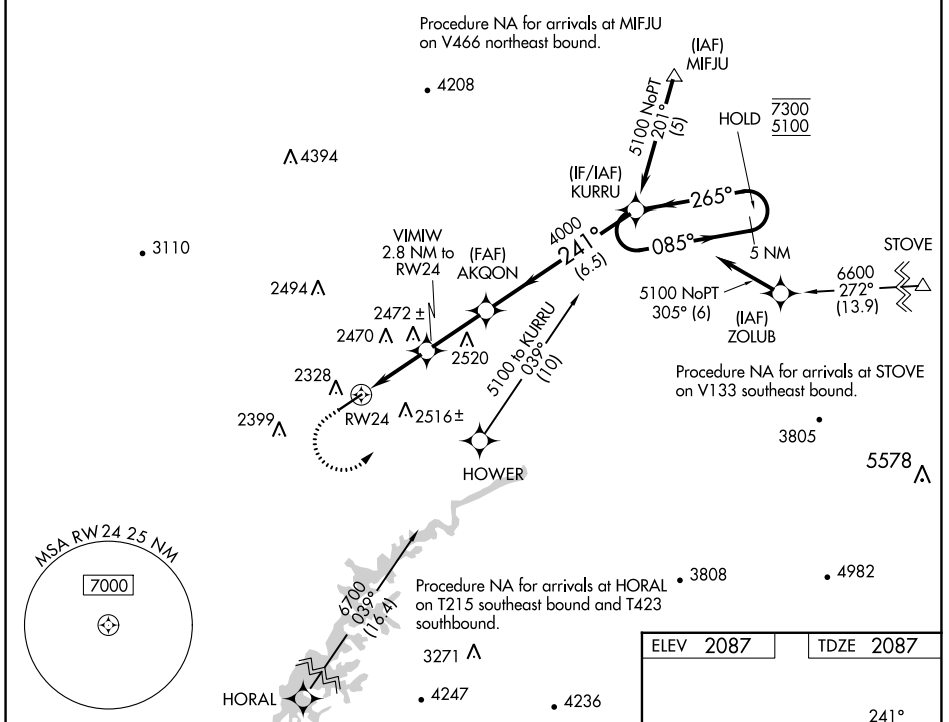 Procedure NA for arrivals at MIFJU
on V466 northeast bound.
(IAF)
MIFJU
4208
5100 NoPT
201°
(5)
HOLD
7300
5100
4394
(IF/IAF)
KURRU
265°
085°
5 NM
4000
241°
(6.5)
3110
VIMIW
2.8 NM to
RW24
(FAF)
AKQON
STOVE
6600
272°
(13.9)
5100 NoPT
305° (6)
(IAF)
ZOLUB
2494
2472 ±
2470
2520
5100 to KURRU
039°
(10)
Procedure NA for arrivals at STOVE
on V133 southeast bound.
2328
RW24
2516 ±
2399
3805
5578
HOWER
MSA RW24 25 NM
7000
6700
039°
(16.4)
Procedure NA for arrivals at HORAL
on T215 southeast bound and T423
southbound.
3808
4982
3271
HORAL
4247
4236
ELEV 2087
TDZE 2087
241°